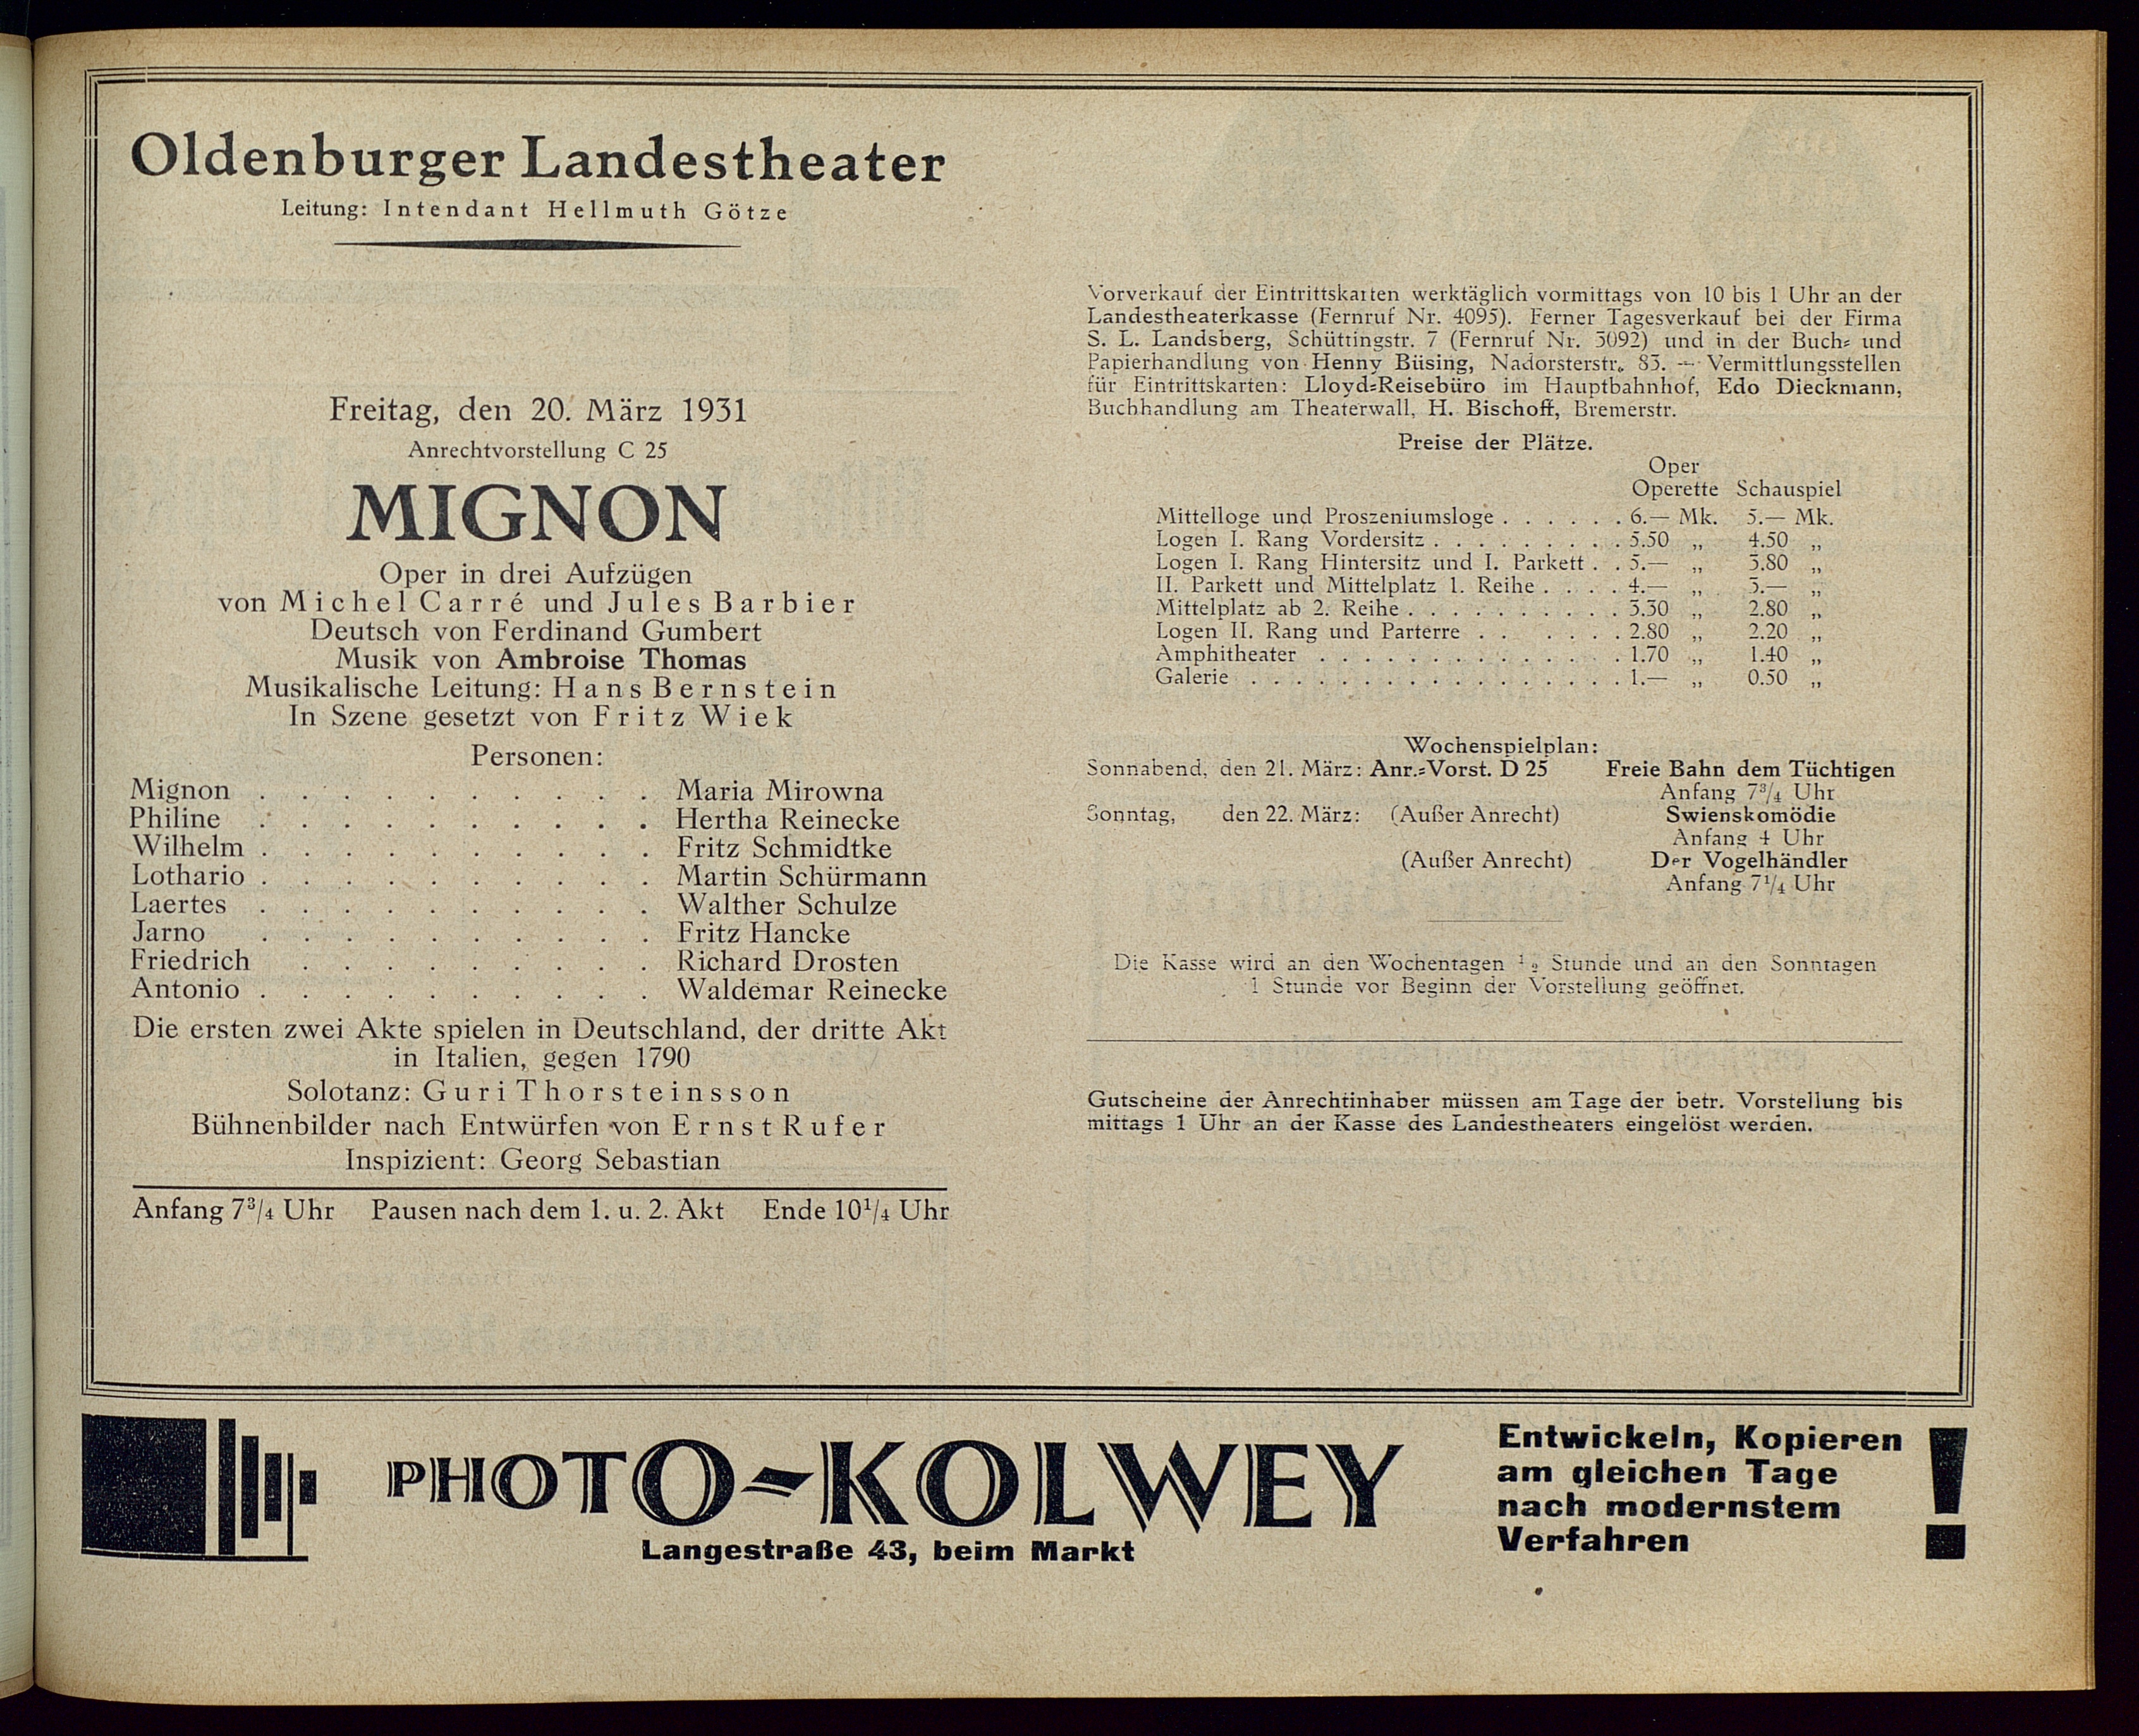 Oldenburger Landestheater
Leitung: Intendant Hellmuth Götze
Freitag, den 20. März 1931
Anrechtvorstellung C 25
MIGNON
Oper in drei Aufzügen
von Michel Carré und Jules Barbier
Deutsch von Ferdinand Gumbert
Musik von Ambroise Thomas
Musikalische Leitung: Hans Bernstein
In Szene gesetzt von Fritz Wiek
Personen:
Mignon . . . . . . . . . . Maria Mirowna
Philine . . . . . . . . . . Hertha Reinecke
Wilhelm . . . . . . . . . . Fritz Schmidtke
Lothario . . . . . . . . . . Martin Schürmann
Laertes . . . . . . . . . . Walther Schulze
Jarno . . . . . . . . . . Fritz Hancke
Friedrich . . . . . . . . . Richard Drosten
Antonio . . . . . . . . . . Waldemar Reinecke
Die ersten zwei Akte spielen in Deutschland, der dritte Akt
in Italien, gegen 1790
Solotanz: Guri Thorsteinsson
Bühnenbilder nach Entwürfen von Ernst Rufer
Inspizient: Georg Sebastian
Anfang 7¾ Uhr Pausen nach dem 1. u. 2. Akt Ende 10¼ Uhr
Vorverkauf der Eintrittskarten werktäglich vormittags von 10 bis 1 Uhr an der
Landestheaterkasse (Fernruf Nr. 4095). Ferner Tagesverkauf bei der Firma
S. L. Landsberg, Schüttingstr. 7 (Fernruf Nr. 3092) und in der Buch- und
Papierhandlung von Henny Büsing, Nadorsterstr. 83. — Vermittlungsstellen
für Eintrittskarten: Lloyd-Reisebüro im Hauptbahnhof, Edo Dieckmann,
Buchhandlung am Theaterwall, H. Bischoff, Bremerstr.
Preise der Plätze.
Oper
Operette Schauspiel
Mittelloge und Proszeniumsloge . . . . . . 6.— Mk. 5.— Mk.
Logen I. Rang Vordersitz . . . . . . . . . 5.50 „ 4.50 „
Logen I. Rang Hintersitz und I. Parkett . . 5.— „ 3.80 „
II. Parkett und Mittelplatz 1. Reihe . . . . 4.— „ 3.— „
Mittelplatz ab 2. Reihe . . . . . . . . . . 3.30 „ 2.80 „
Logen II. Rang und Parterre . . . . . . 2.80 „ 2.20 „
Amphitheater . . . . . . . . . . . . . . 1.70 „ 1.40 „
Galerie . . . . . . . . . . . . . . . . . 1.— „ 0.50 „
Wochenspielplan:
Sonnabend, den 21. März: Anr.-Vorst. D 25 Freie Bahn dem Tüchtigen
Anfang 7¾ Uhr
Sonntag, den 22. März: (Außer Anrecht) Swienskomödie
Anfang 4 Uhr
(Außer Anrecht) Der Vogelhändler
Anfang 7¼ Uhr
Die Kasse wird an den Wochentagen ½ Stunde und an den Sonntagen
1 Stunde vor Beginn der Vorstellung geöffnet.
Gutscheine der Anrechtinhaber müssen am Tage der betr. Vorstellung bis
mittags 1 Uhr an der Kasse des Landestheaters eingelöst werden.
PHOTO-KOLWEY
Langestraße 43, beim Markt
Entwickeln, Kopieren
am gleichen Tage
nach modernstem
Verfahren !